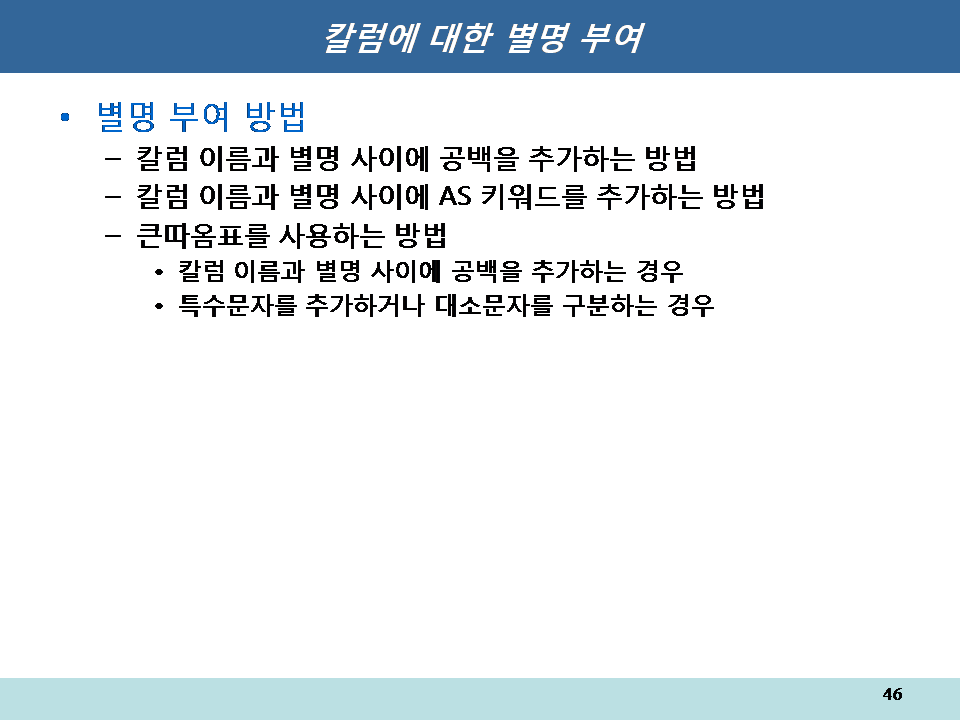 칼럼에 대한 별명 부여
• 별명 부여 방법
– 칼럼 이름과 별명 사이에 공백을 추가하는 방법
– 칼럼 이름과 별명 사이에 AS 키워드를 추가하는 방법
– 큰따옴표를 사용하는 방법
• 칼럼 이름과 별명 사이에 공백을 추가하는 경우
• 특수문자를 추가하거나 대소문자를 구분하는 경우
46